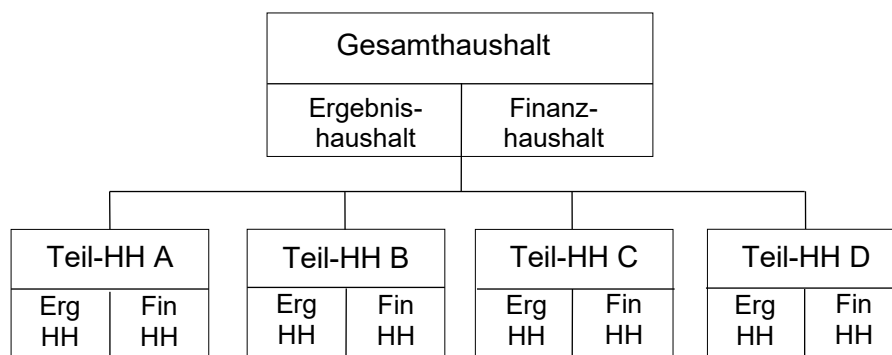 Gesamthaushalt
Ergebnis-
haushalt
Finanz-
haushalt
Teil-HH A
Erg
HH
Fin
HH
Teil-HH B
Erg
HH
Fin
HH
Teil-HH C
Erg
HH
Fin
HH
Teil-HH D
Erg
HH
Fin
HH